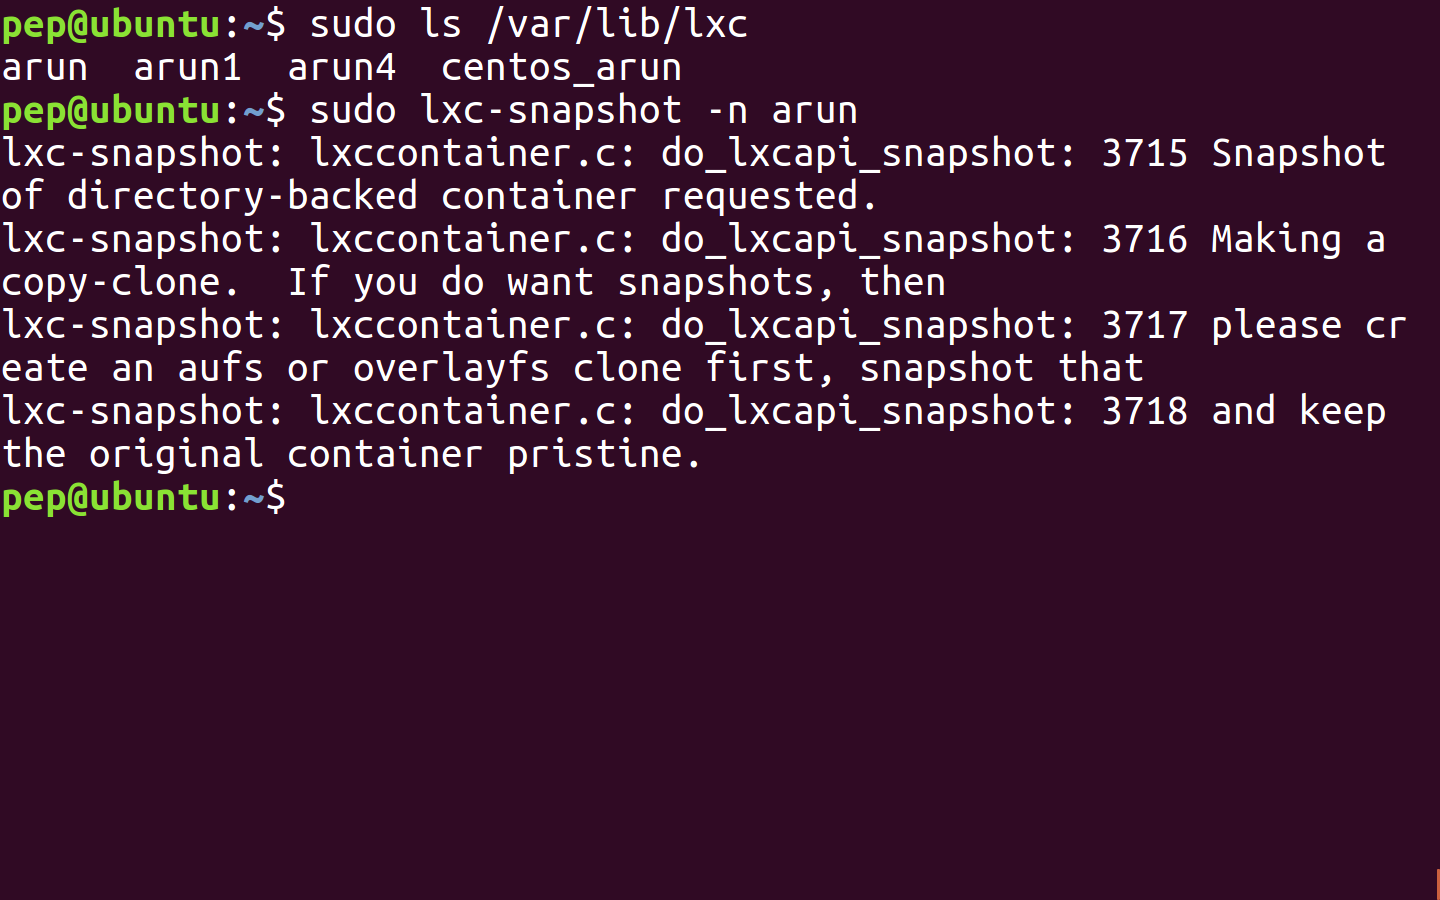 pep@ubuntu:~$ sudo ls /var/lib/lxc
arun  arun1  arun4  centos_arun
pep@ubuntu:~$ sudo lxc-snapshot -n arun
lxc-snapshot: lxccontainer.c: do_lxcapi_snapshot: 3715 Snapshot
of directory-backed container requested.
lxc-snapshot: lxccontainer.c: do_lxcapi_snapshot: 3716 Making a
copy-clone.  If you do want snapshots, then
lxc-snapshot: lxccontainer.c: do_lxcapi_snapshot: 3717 please cr
eate an aufs or overlayfs clone first, snapshot that
lxc-snapshot: lxccontainer.c: do_lxcapi_snapshot: 3718 and keep
the original container pristine.
pep@ubuntu:~$